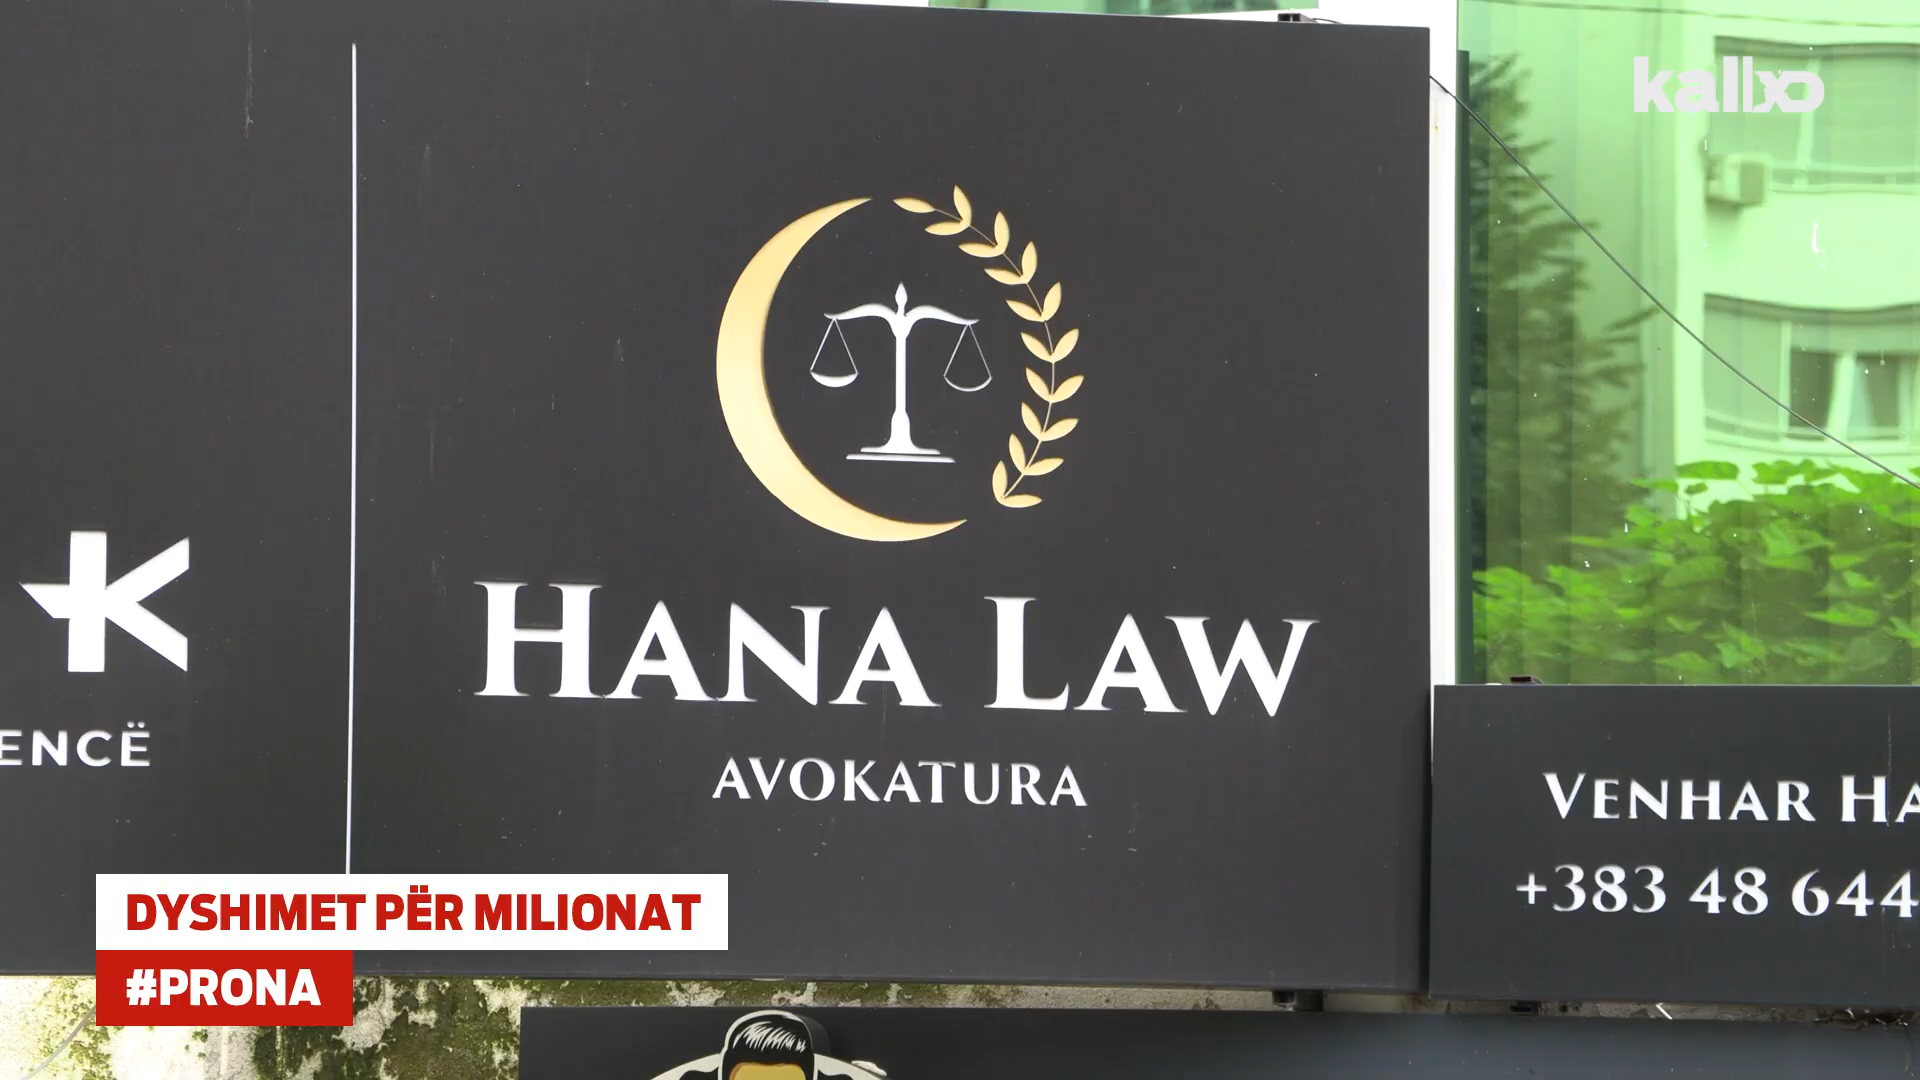 kallxo
HANA LAW
AVOKATURA
ENCË
VENHAR HA
+383 48 644
DYSHIMET PËR MILIONAT
#PRONA